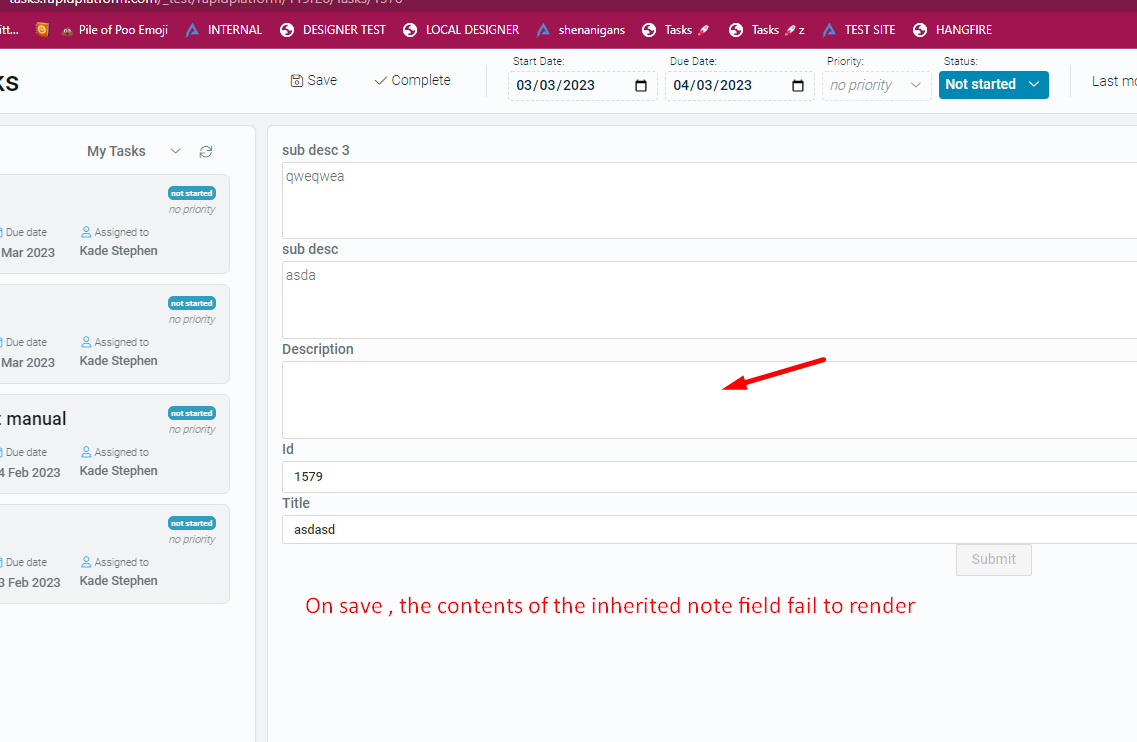 tasks.rapidplatform.com/_test/rapidplatform/
itt... Pile of Poo Emoji INTERNAL DESIGNER TEST LOCAL DESIGNER shenanigans Tasks 🚀 Tasks 🚀 z TEST SITE HANGFIRE
Start Date: Due Date: Priority: Status:
ks Save Complete 03/03/2023 04/03/2023 no priority Not started Last mo
My Tasks
not started
no priority
Due date Assigned to
Mar 2023 Kade Stephen
not started
no priority
Due date Assigned to
Mar 2023 Kade Stephen
t manual not started
no priority
Due date Assigned to
4 Feb 2023 Kade Stephen
not started
no priority
Due date Assigned to
3 Feb 2023 Kade Stephen
sub desc 3
qweqwea
sub desc
asda
Description
Id
1579
Title
asdasd
Submit
On save , the contents of the inherited note field fail to render